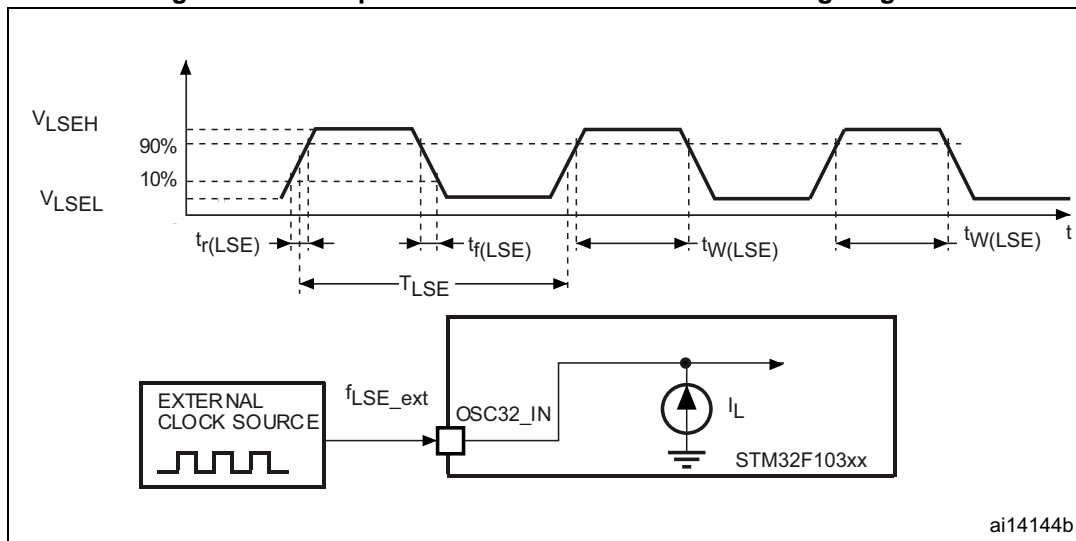 V_LSEH
90%
10%
V_LSEL
t_r(LSE)
t_f(LSE)
t_W(LSE)
t_W(LSE)
t
T_LSE
EXTERNAL
CLOCK SOURCE
f_LSE_ext
OSC32_IN
I_L
STM32F103xx
ai14144b